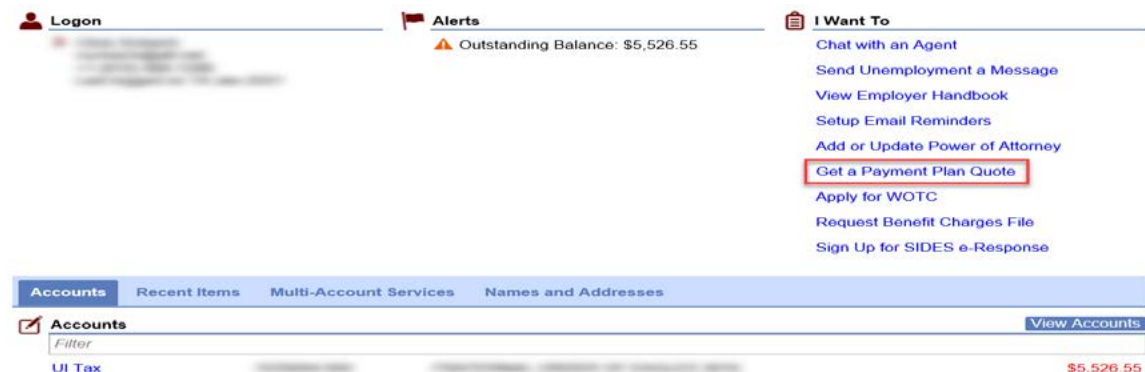 Logon
Alerts
Outstanding Balance: $5,526.55
I Want To
Chat with an Agent
Send Unemployment a Message
View Employer Handbook
Setup Email Reminders
Add or Update Power of Attorney
Get a Payment Plan Quote
Apply for WOTC
Request Benefit Charges File
Sign Up for SIDES e-Response
Accounts Recent Items Multi-Account Services Names and Addresses
Accounts View Accounts
Filter
UI Tax $5,526.55